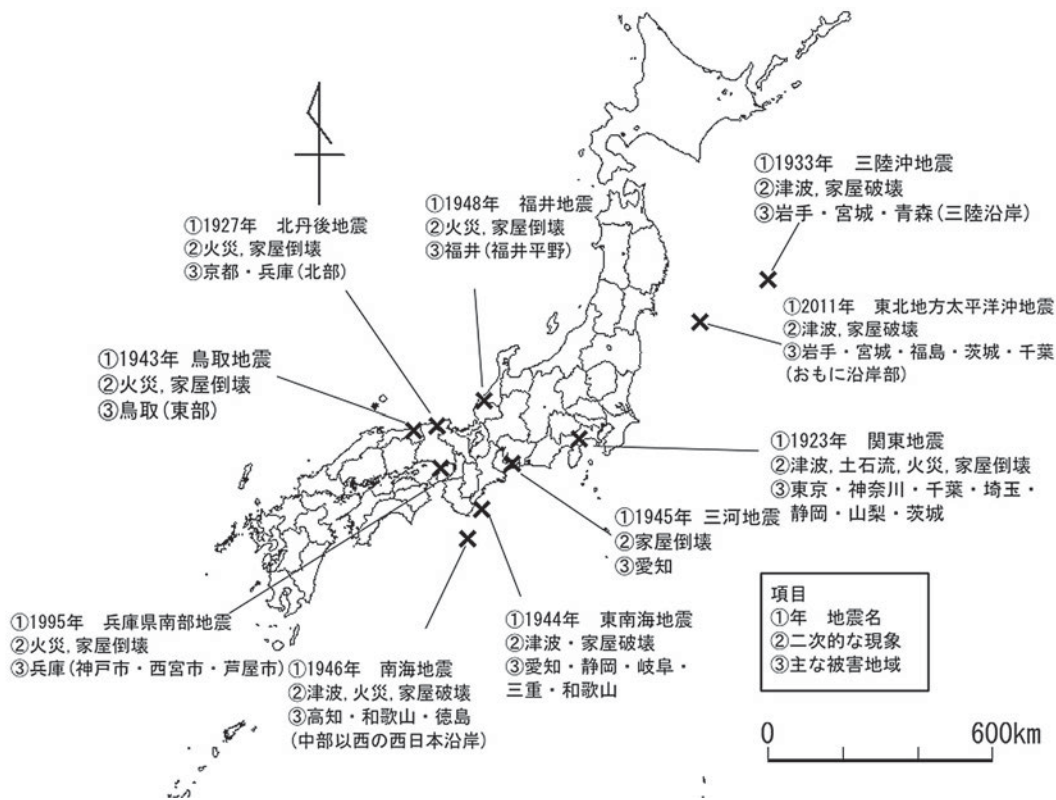 ①1933年 三陸沖地震
②津波,家屋破壊
③岩手・宮城・青森(三陸沿岸)
①1948年 福井地震
②火災,家屋倒壊
③福井(福井平野)
①1927年 北丹後地震
②火災,家屋倒壊
③京都・兵庫(北部)
①2011年 東北地方太平洋沖地震
②津波,家屋破壊
③岩手・宮城・福島・茨城・千葉
(おもに沿岸部)
①1943年 鳥取地震
②火災,家屋倒壊
③鳥取(東部)
①1923年 関東地震
②津波,土石流,火災,家屋倒壊
③東京・神奈川・千葉・埼玉・
静岡・山梨・茨城
①1945年 三河地震
②家屋倒壊
③愛知
①1995年 兵庫県南部地震
②火災,家屋倒壊
③兵庫(神戸市・西宮市・芦屋市)
①1944年 東南海地震
②津波・家屋破壊
③愛知・静岡・岐阜・
三重・和歌山
①1946年 南海地震
②津波,火災,家屋破壊
③高知・和歌山・徳島
(中部以西の西日本沿岸)
項目
①年 地震名
②二次的な現象
③主な被害地域
0 600km